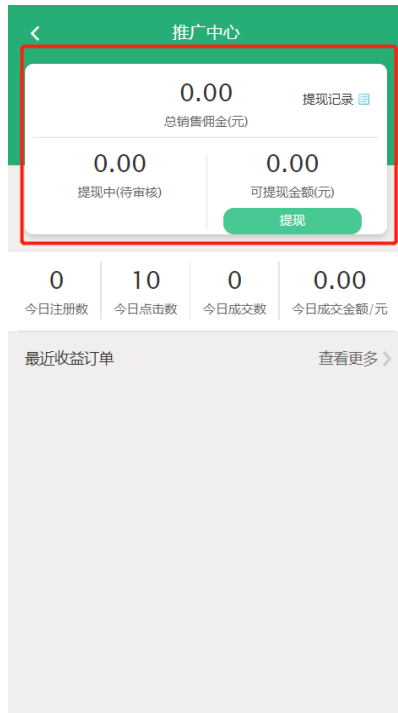 推广中心
0.00
提现记录
总销售佣金(元)
0.00 0.00
提现中(待审核) 可提现金额(元)
提现
0 10 0 0.00
今日注册数 今日点击数 今日成交数 今日成交金额/元
最近收益订单 查看更多